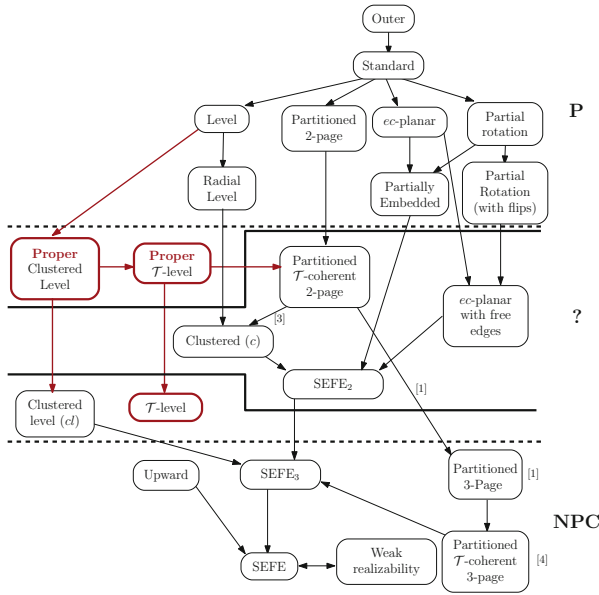 Outer
Standard
Level
Partitioned
2-page
ec-planar
Partial
rotation
P
Radial
Level
Partially
Embedded
Partial
Rotation
(with flips)
Proper
Clustered
Level
Proper
𝒯-level
Partitioned
𝒯-coherent
2-page
ec-planar
with free
edges
?
[3]
Clustered (c)
SEFE₂
[1]
Clustered
level (cl)
𝒯-level
Upward
SEFE₃
Partitioned
3-Page
[1]
NPC
SEFE
Weak
realizability
Partitioned
𝒯-coherent
3-page
[4]